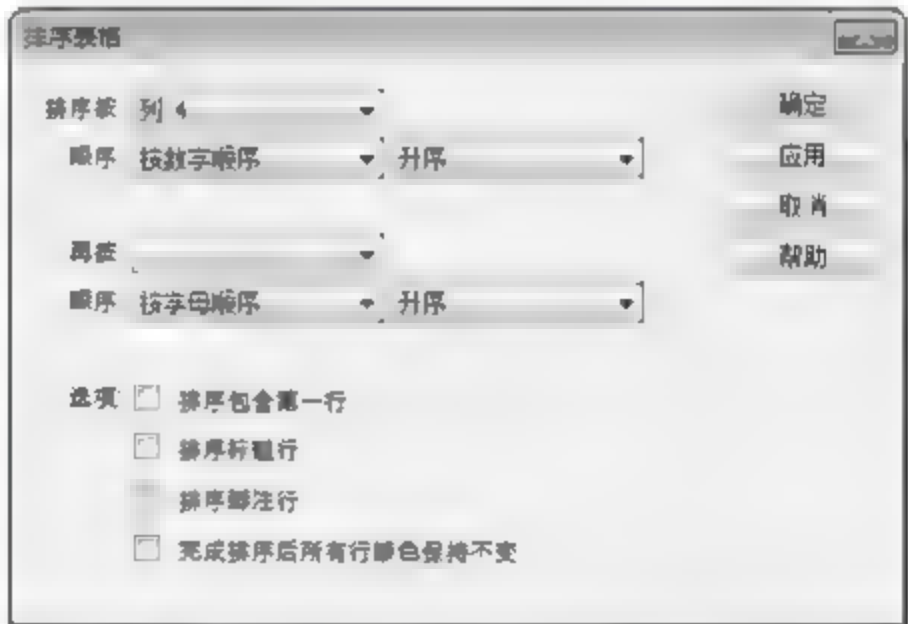 排序表格
排序按 列 4
顺序 按数字顺序 升序
再按
顺序 按字母顺序 升序
选项 排序包含第一行
排序标题行
排序脚注行
完成排序后所有行颜色保持不变
确定
应用
取消
帮助